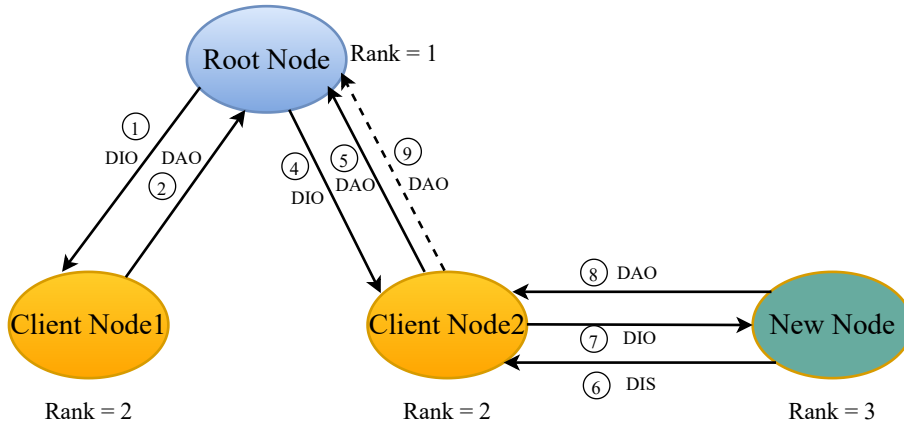 Root Node
Rank = 1
1
DIO
DAO
2
4
DIO
5
DAO
9
DAO
8
DAO
Client Node1
Client Node2
New Node
7
DIO
6
DIS
Rank = 2
Rank = 2
Rank = 3